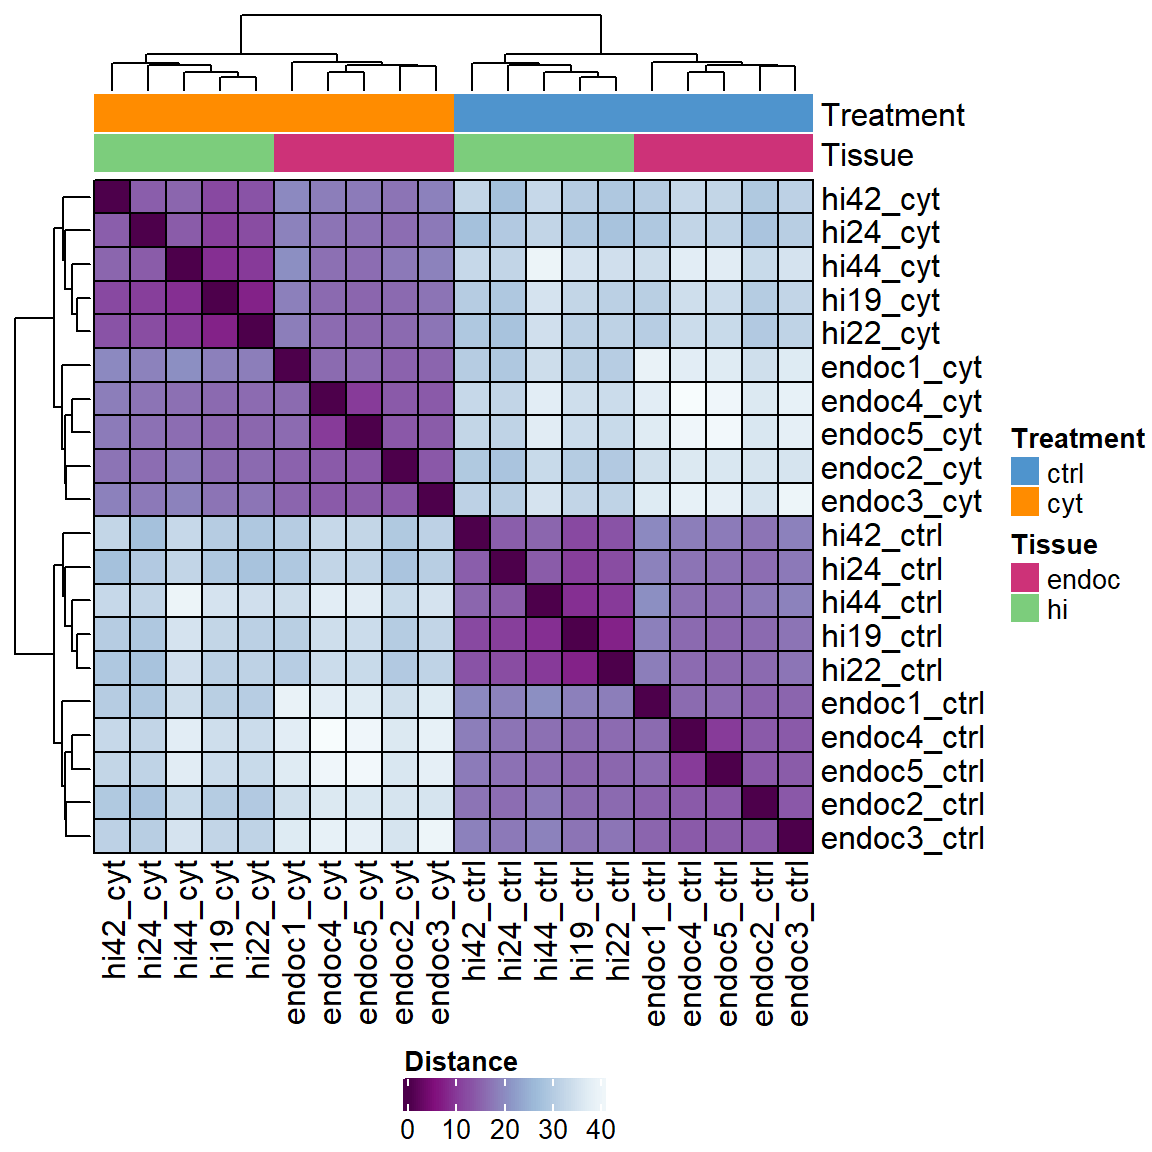 Treatment
Tissue
hi42_cyt
hi24_cyt
hi44_cyt
hi19_cyt
hi22_cyt
endoc1_cyt
endoc4_cyt
endoc5_cyt
endoc2_cyt
endoc3_cyt
hi42_ctrl
hi24_ctrl
hi44_ctrl
hi19_ctrl
hi22_ctrl
endoc1_ctrl
endoc4_ctrl
endoc5_ctrl
endoc2_ctrl
endoc3_ctrl
hi42_cyt
hi24_cyt
hi44_cyt
hi19_cyt
hi22_cyt
endoc1_cyt
endoc4_cyt
endoc5_cyt
endoc2_cyt
endoc3_cyt
hi42_ctrl
hi24_ctrl
hi44_ctrl
hi19_ctrl
hi22_ctrl
endoc1_ctrl
endoc4_ctrl
endoc5_ctrl
endoc2_ctrl
endoc3_ctrl
Treatment
ctrl
cyt
Tissue
endoc
hi
Distance
0 10 20 30 40